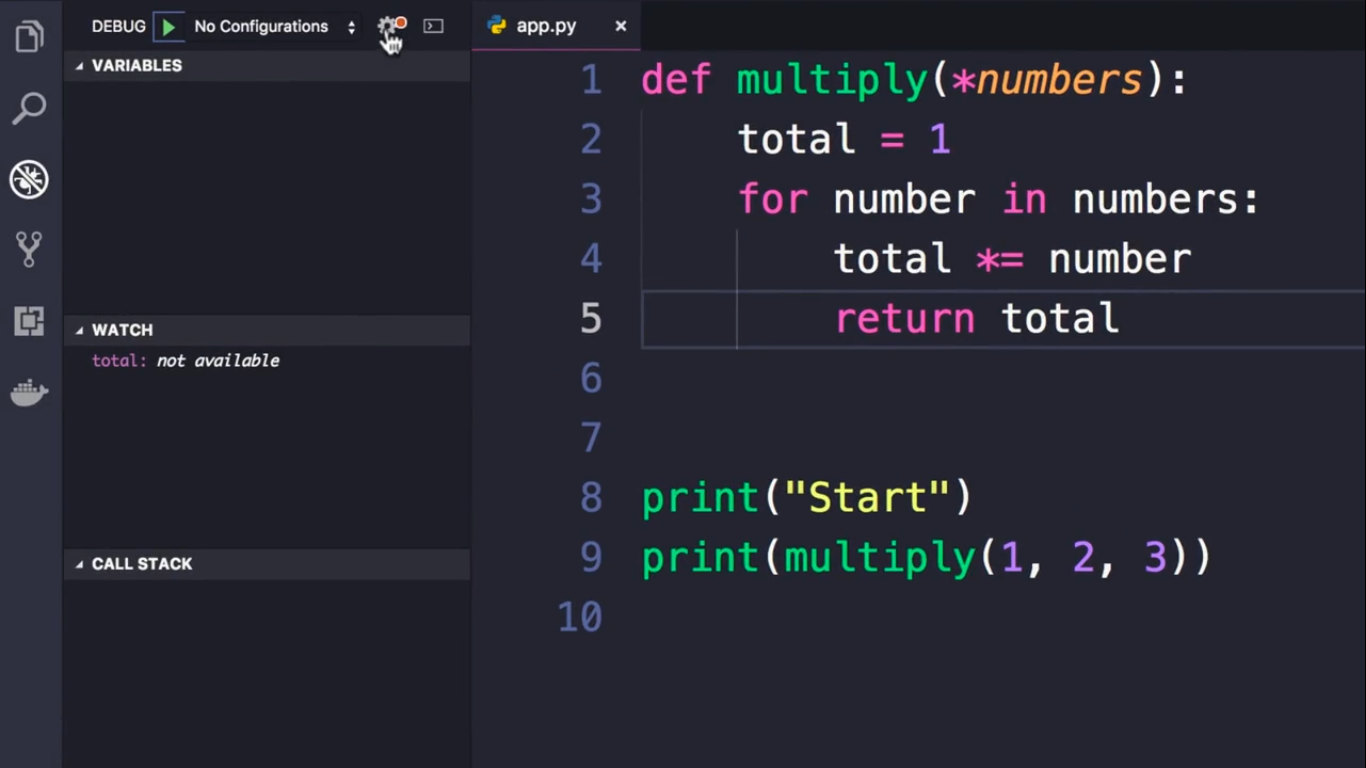 DEBUG No Configurations
VARIABLES
WATCH
total: not available
CALL STACK
app.py
1 def multiply(*numbers):
2 total = 1
3 for number in numbers:
4 total *= number
5 return total
6
7
8 print("Start")
9 print(multiply(1, 2, 3))
10